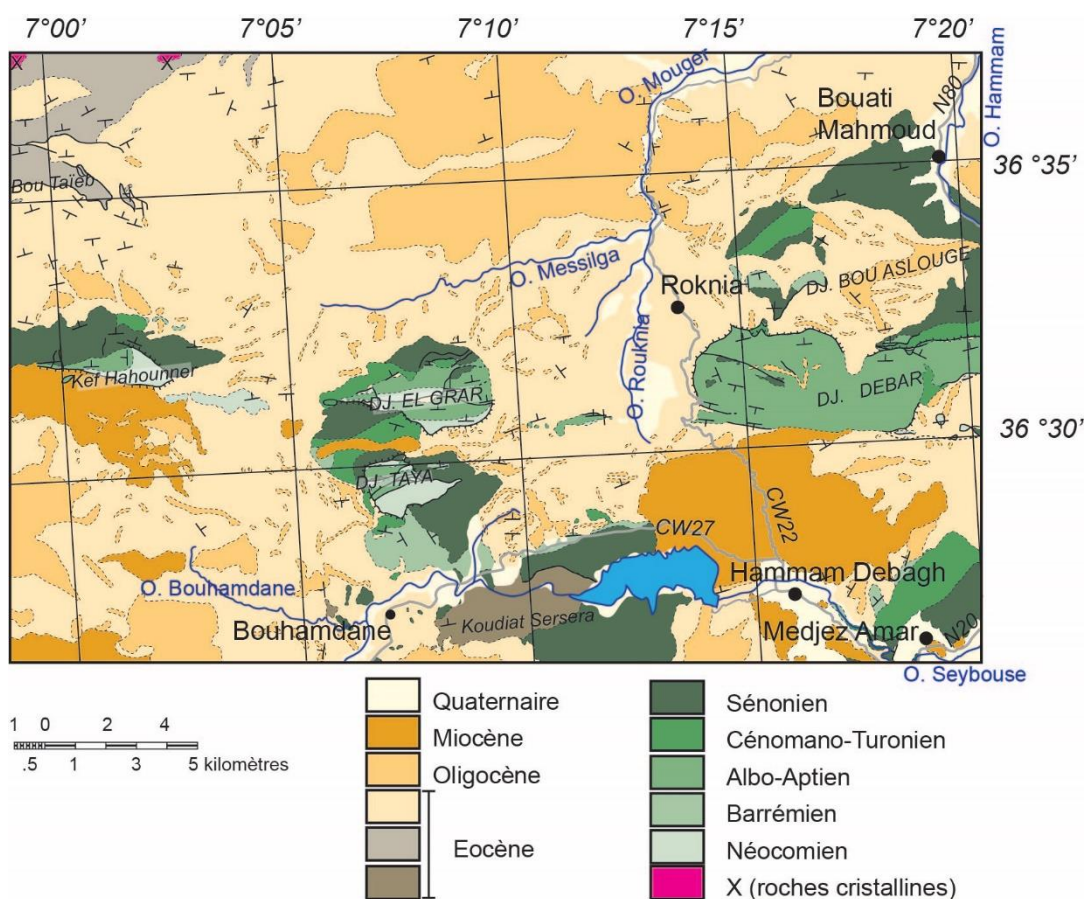 7°00' 7°05' 7°10' 7°15' 7°20'
X X
O. Mouger
Bouati
Mahmoud
N80
O. Hammam
36 °35'
Bou Taïeb
O. Messilga
Roknia
DJ. BOU ASLOUGE
Kef Hahounner
DJ. EL GRAR
O. Rouknia
DJ. DEBAR
36 °30'
DJ. TAYA
CW27
CW22
O. Bouhamdane
Hammam Debagh
Bouhamdane
Koudiat Sersera
Medjez Amar
N20
O. Seybouse
1 0 2 4
.5 1 3 5 kilomètres
Quaternaire
Miocène
Oligocène
Eocène
Sénonien
Cénomano-Turonien
Albo-Aptien
Barrémien
Néocomien
X (roches cristallines)